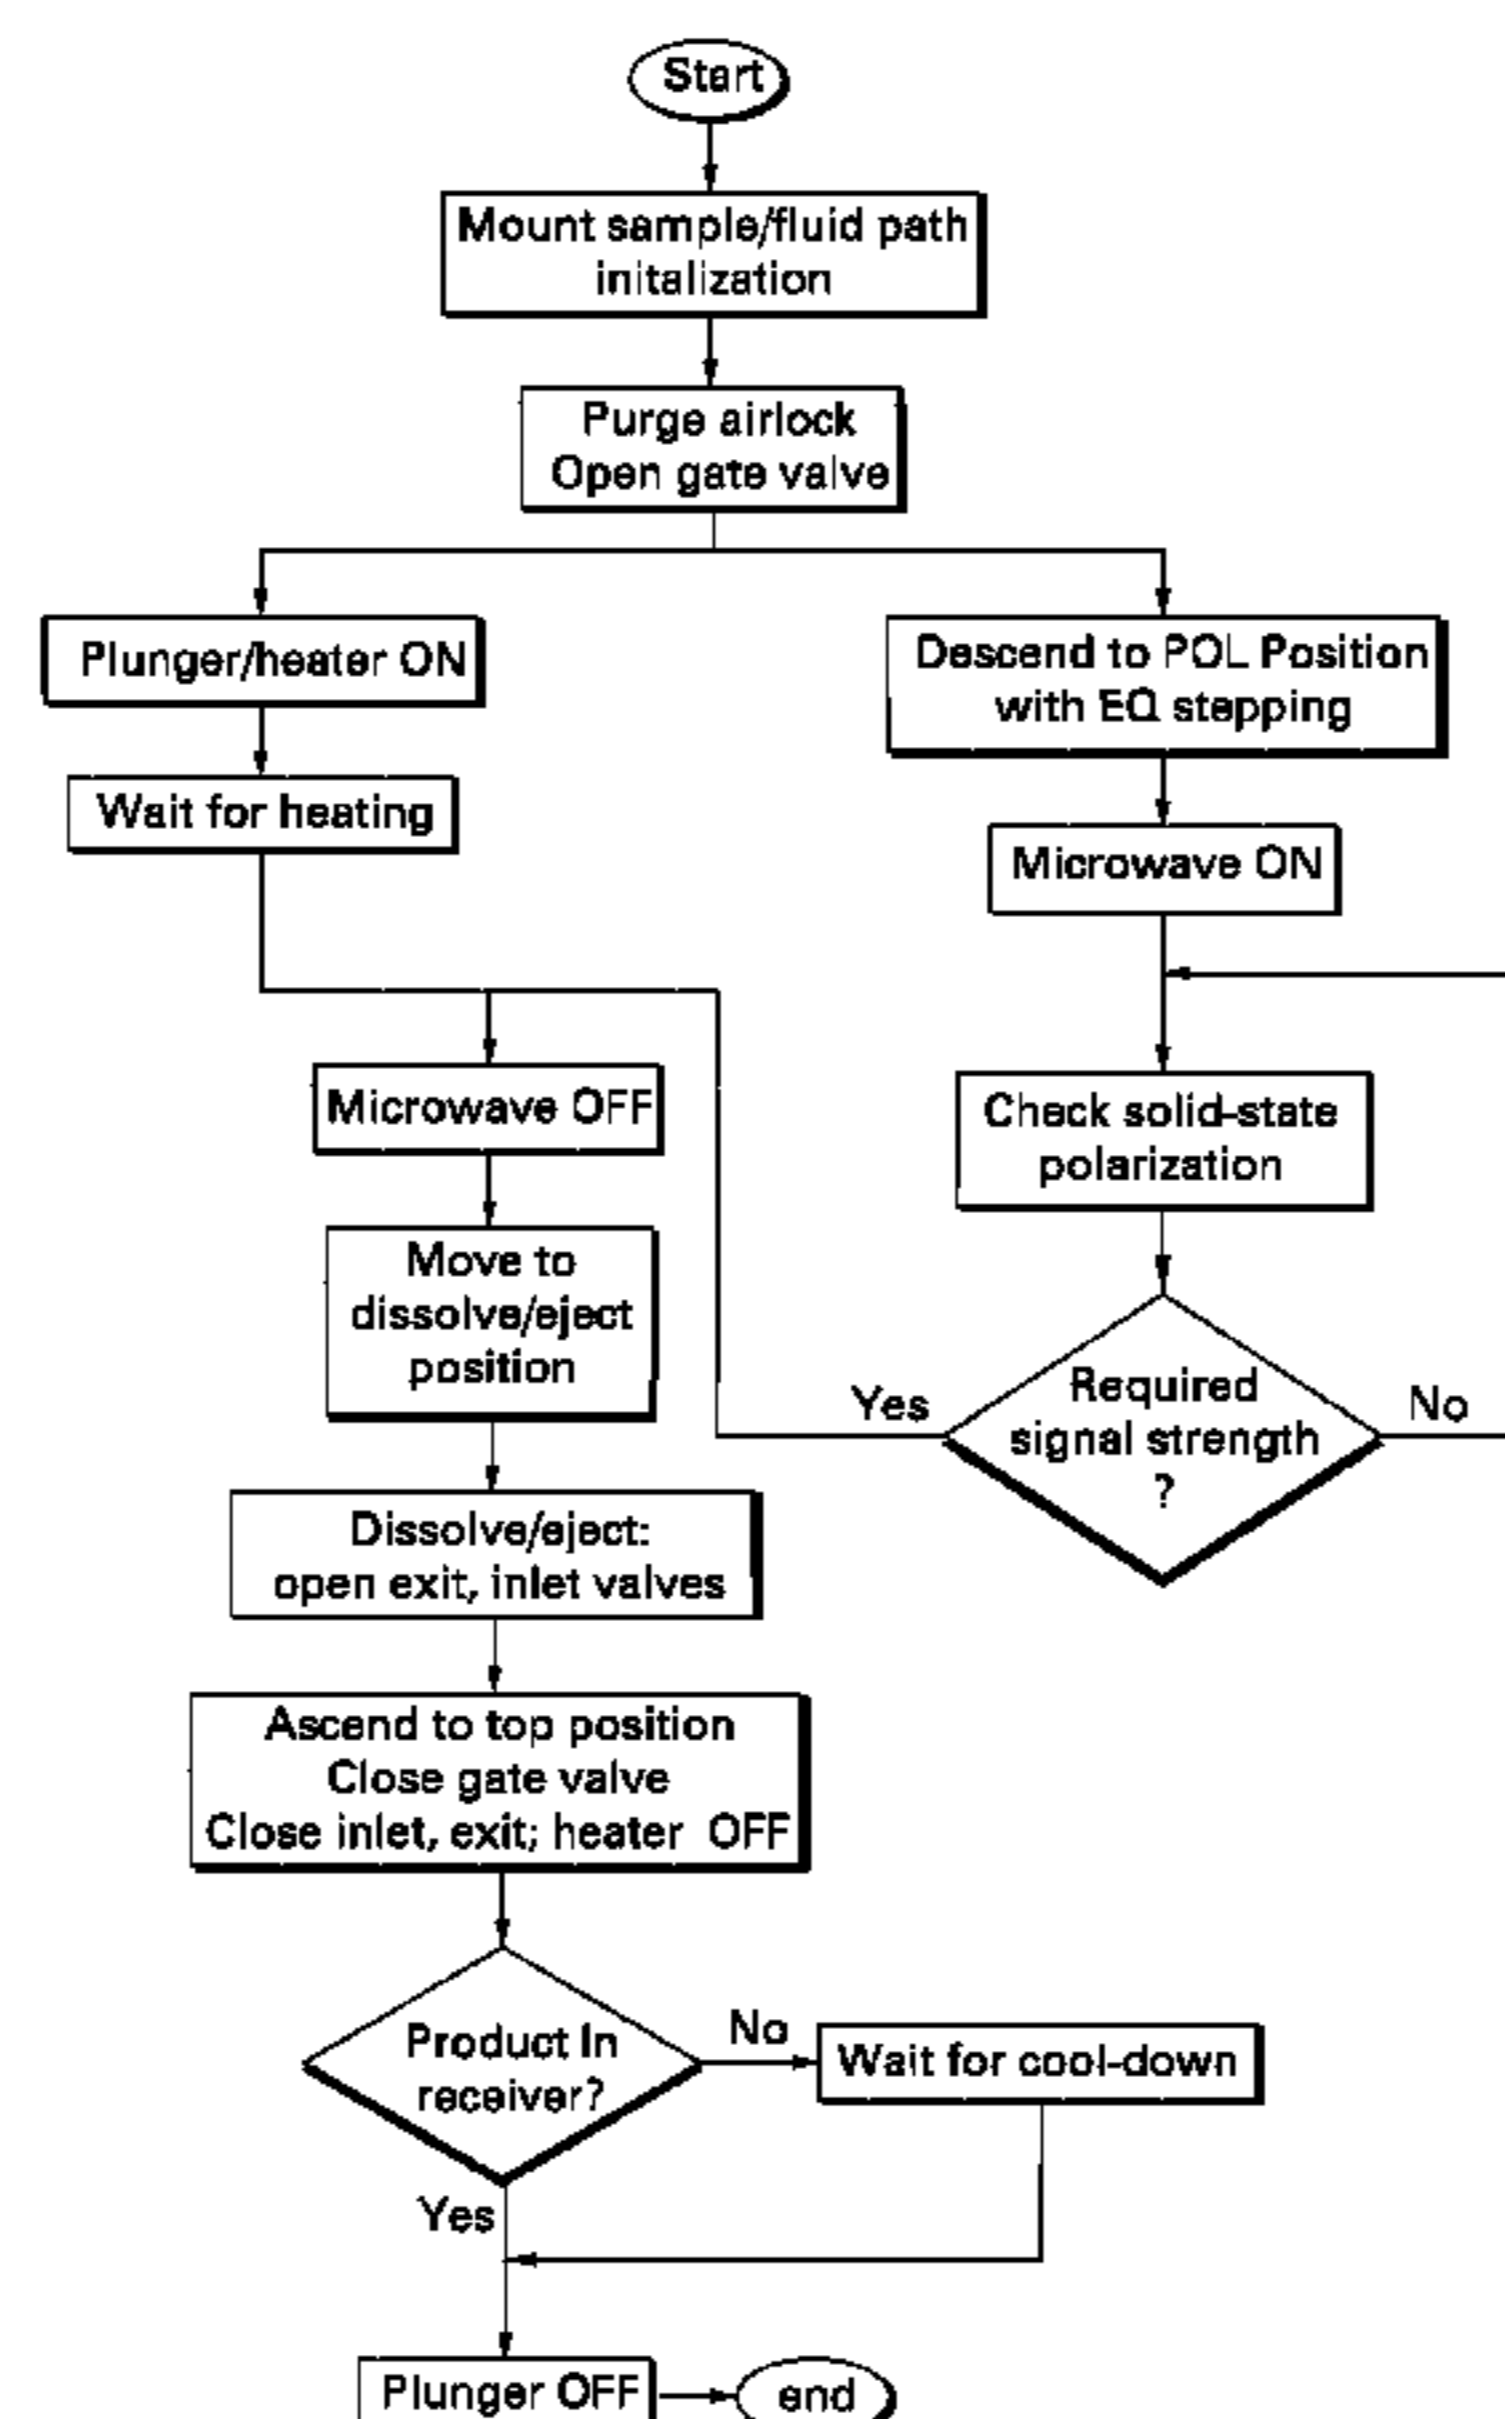 Start
Mount sample/fluid path
initalization
Purge airlock
Open gate valve
Plunger/heater ON
Wait for heating
Descend to POL Position
with EQ stepping
Microwave ON
Check solid-state
polarization
Required
signal strength
?
Yes
No
Microwave OFF
Move to
dissolve/eject
position
Dissolve/eject:
open exit, inlet valves
Ascend to top position
Close gate valve
Close inlet, exit; heater OFF
Product In
receiver?
No
Wait for cool-down
Yes
Plunger OFF
end